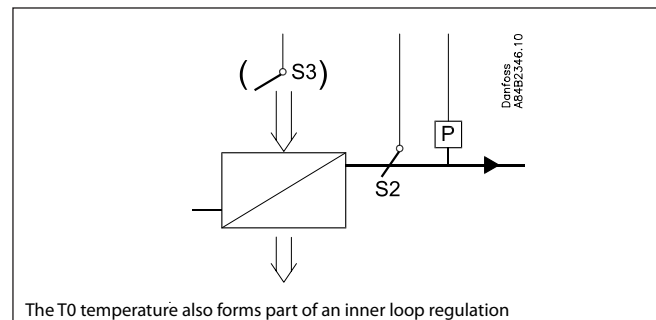 ( S3)
Danfoss
A84B2346.10
P
S2
The T0 temperature also forms part of an inner loop regulation